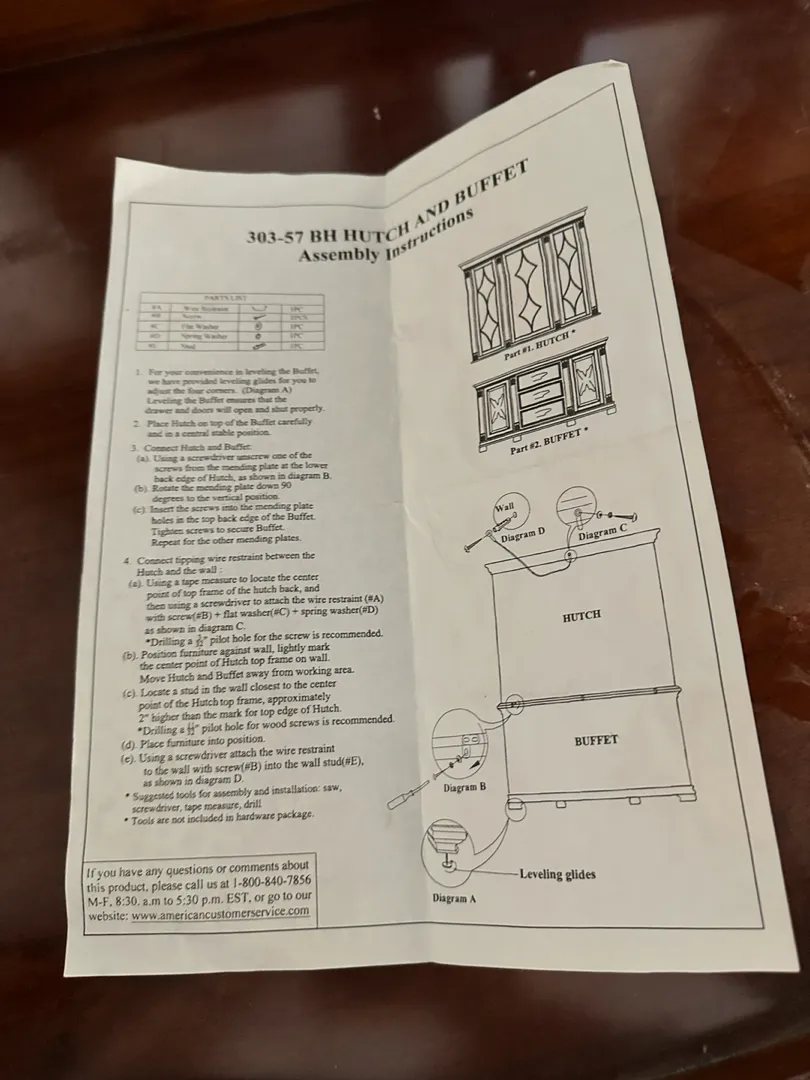 303-57 BH HUTCH AND BUFFET
Assembly Instructions
PARTS LIST
#A Wire Restraint 1PC
#B Screw 2PCS
#C Flat Washer 1PC
#D Spring Washer 1PC
#E Stud 1PC
1. For your convenience in leveling the Buffet,
we have provided leveling glides for you to
adjust the four corners. (Diagram A)
Leveling the Buffet ensures that the
drawer and doors will open and shut properly.
2. Place Hutch on top of the Buffet carefully
and in a central stable position.
3. Connect Hutch and Buffet:
(a). Using a screwdriver unscrew one of the
screws from the mending plate at the lower
back edge of Hutch, as shown in diagram B.
(b). Rotate the mending plate down 90
degrees to the vertical position.
(c). Insert the screws into the mending plate
holes in the top back edge of the Buffet.
Tighten screws to secure Buffet.
Repeat for the other mending plates.
4. Connect tipping wire restraint between the
Hutch and the wall :
(a). Using a tape measure to locate the center
point of top frame of the hutch back, and
then using a screwdriver to attach the wire restraint (#A)
with screw(#B) + flat washer(#C) + spring washer(#D)
as shown in diagram C.
*Drilling a " pilot hole for the screw is recommended.
(b). Position furniture against wall, lightly mark
the center point of Hutch top frame on wall.
Move Hutch and Buffet away from working area.
(c). Locate a stud in the wall closest to the center
point of the Hutch top frame, approximately
2" higher than the mark for top edge of Hutch.
*Drilling a " pilot hole for wood screws is recommended.
(d). Place furniture into position.
(e). Using a screwdriver attach the wire restraint
to the wall with screw(#B) into the wall stud(#E),
as shown in diagram D.
* Suggested tools for assembly and installation: saw,
screwdriver, tape measure, drill
* Tools are not included in hardware package.
If you have any questions or comments about
this product, please call us at 1-800-840-7856
M-F, 8:30. a.m to 5:30 p.m. EST, or go to our
website: www.americancustomerservice.com
Part #1. HUTCH *
Part #2. BUFFET *
Wall
Diagram D
Diagram C
HUTCH
BUFFET
Diagram B
Leveling glides
Diagram A